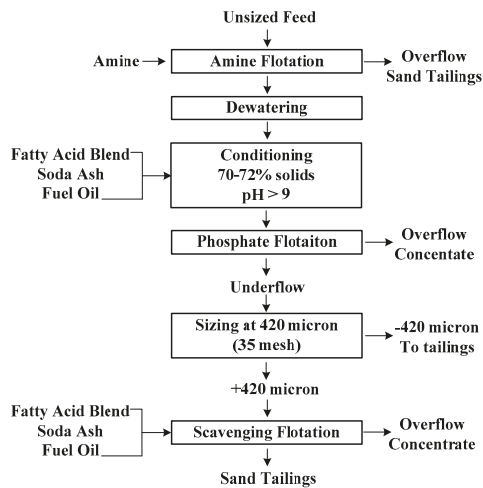 Unsized Feed
Amine
Amine Flotation
Overflow
Sand Tailings
Dewatering
Fatty Acid Blend
Soda Ash
Fuel Oil
Conditioning
70-72% solids
pH > 9
Phosphate Flotaiton
Overflow
Concentate
Underflow
Sizing at 420 micron
(35 mesh)
-420 micron
To tailings
+420 micron
Fatty Acid Blend
Soda Ash
Fuel Oil
Scavenging Flotation
Overflow
Concentrate
Sand Tailings